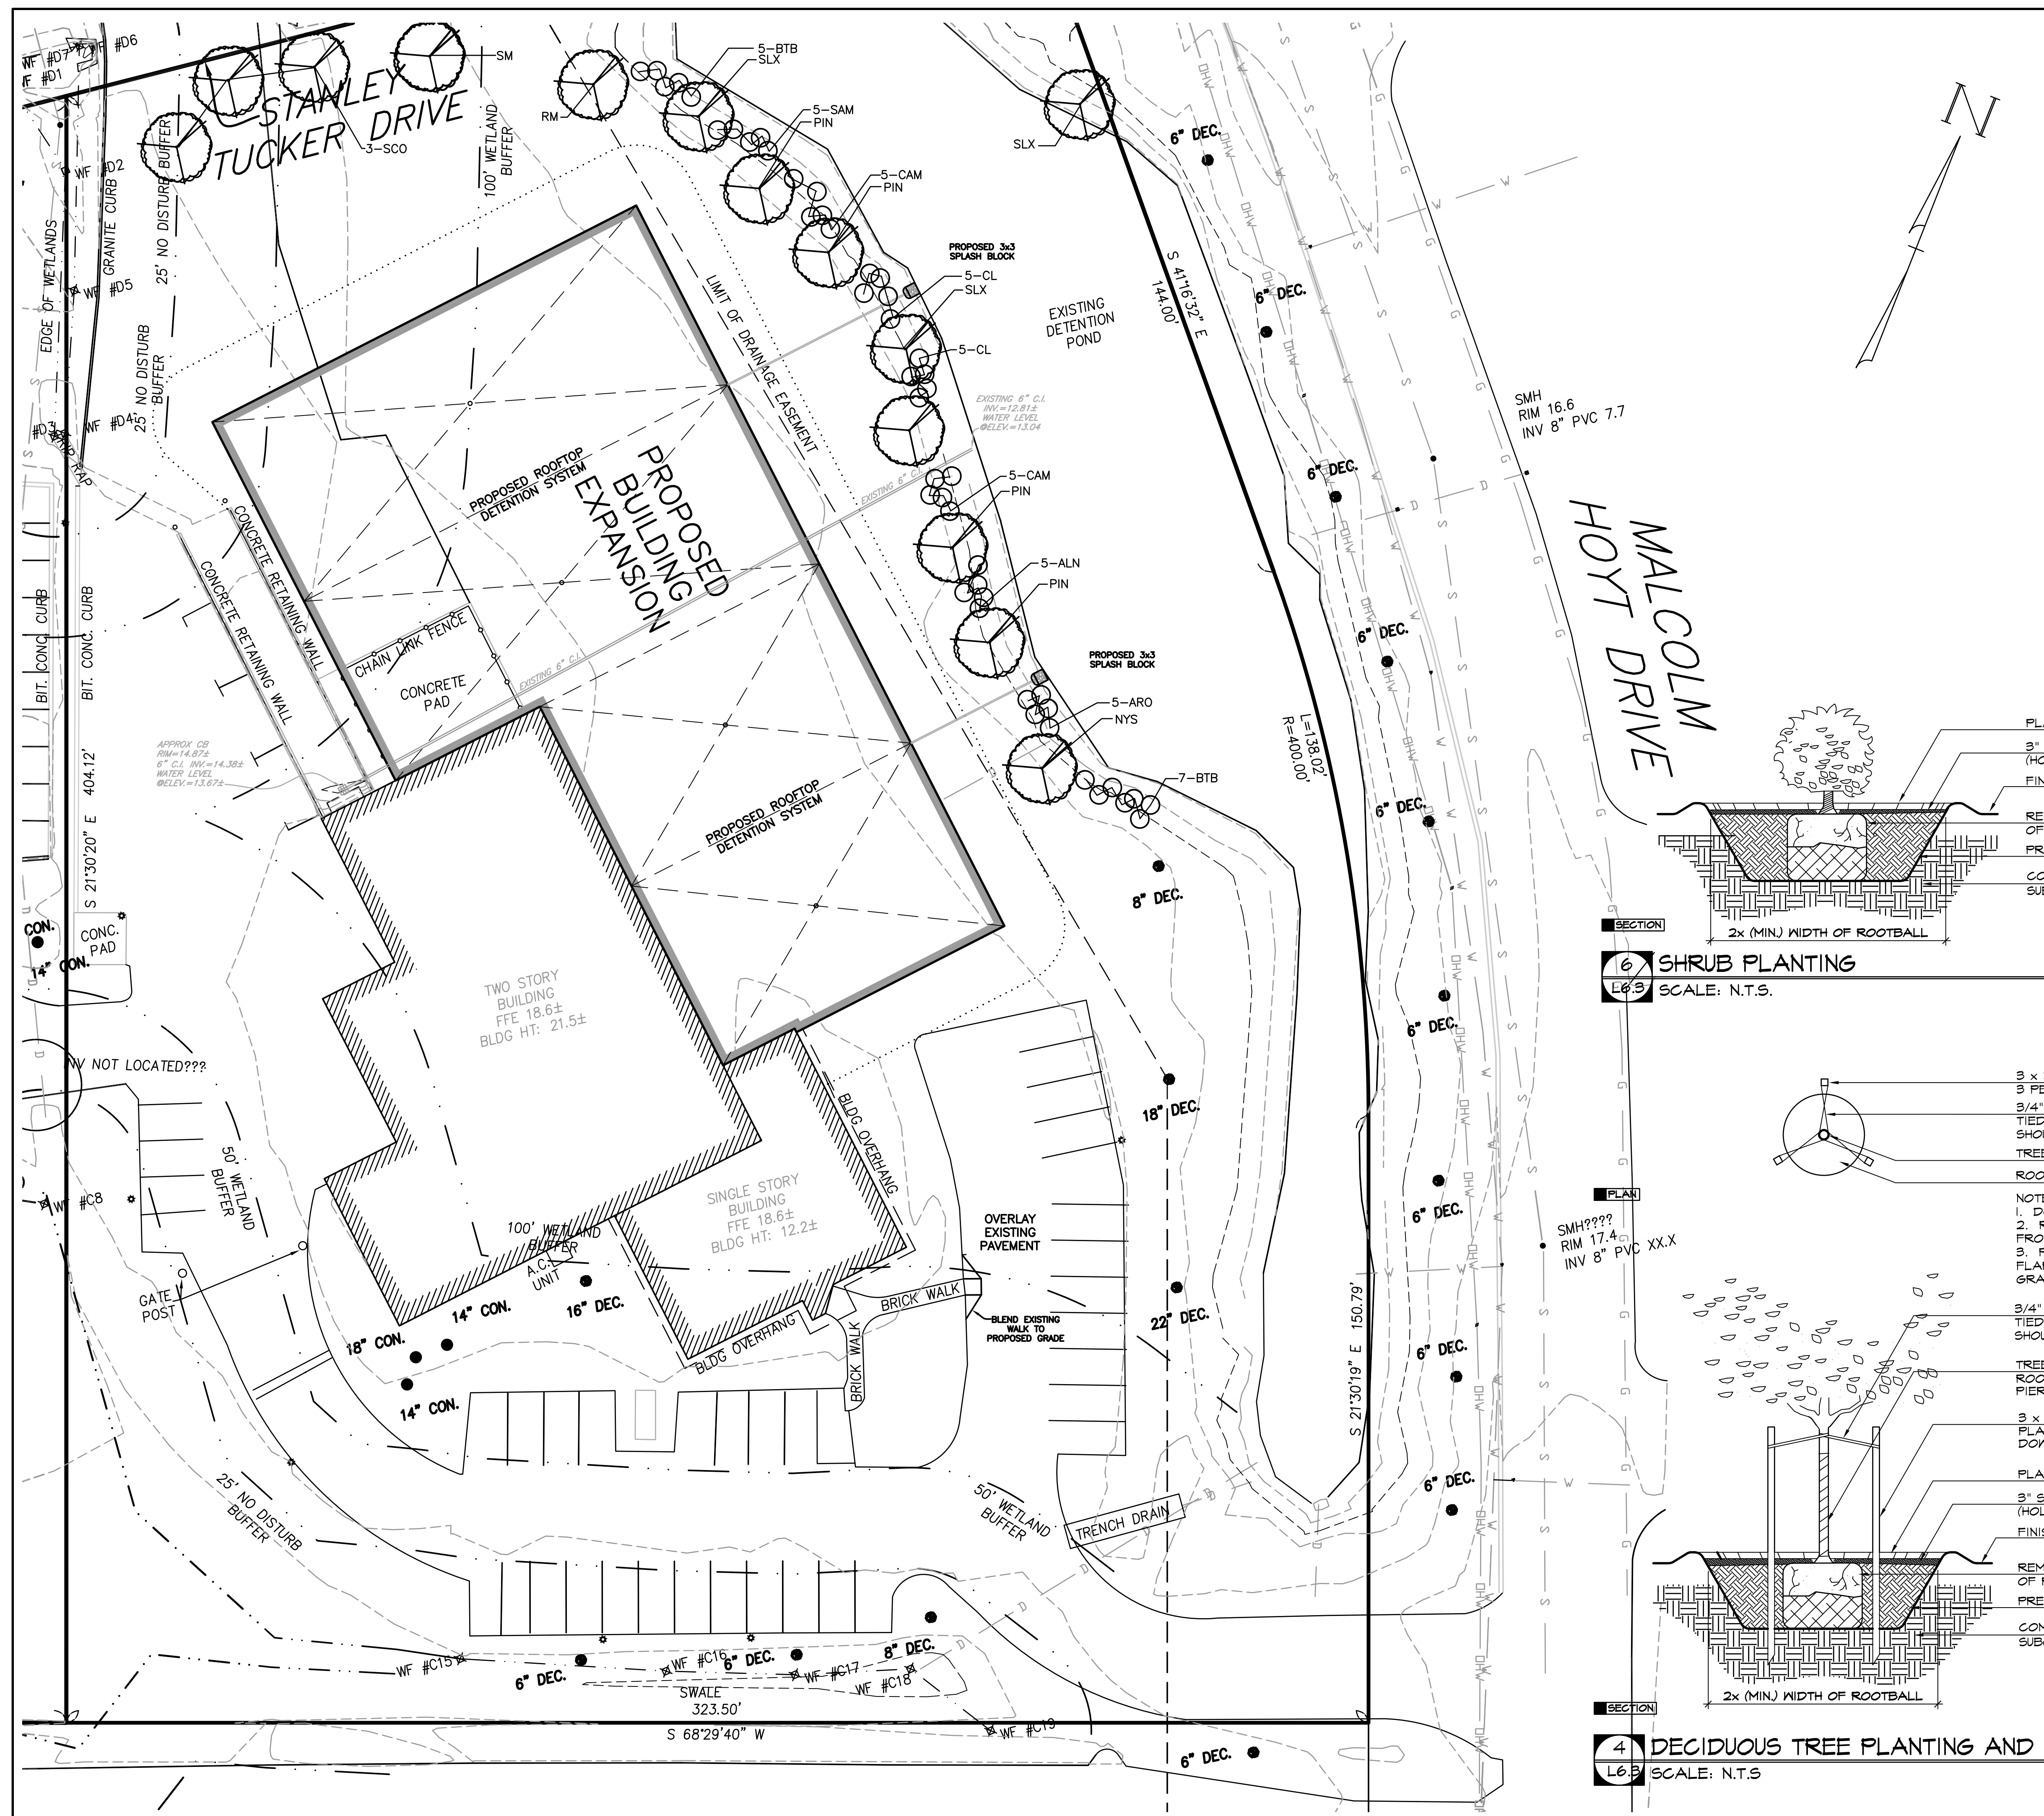 WF #D7
WF #D6
WF #D1
STANLEY
TUCKER DRIVE
SM
3-SCO
100' WETLAND
BUFFER
RM
5-BTB
SLX
5-SAM
PIN
5-CAM
PIN
SLX
6" DEC.
N
WF #D2
GRANITE CURB
25' NO DISTURB BUFFER
EDGE OF WETLANDS
WF #D5
25' NO DISTURB
BUFFER
WF #D4
#D3
RIP RAP
PROPOSED 3x3
SPLASH BLOCK
5-CL
SLX
5-CL
LIMIT OF DRAINAGE EASEMENT
EXISTING
DETENTION
POND
S 41°16'32" E
144.00'
6" DEC.
EXISTING 6" C.I.
INV.=12.81±
WATER LEVEL
@ELEV.=13.04
SMH
RIM 16.6
INV 8" PVC 7.7
6" DEC.
PROPOSED ROOFTOP
DETENTION SYSTEM
PROPOSED
BUILDING
EXPANSION
EXISTING 6" C.I.
5-CAM
PIN
5-ALN
PIN
MALCOLM
HOYT DRIVE
CONCRETE RETAINING WALL
CONCRETE RETAINING WALL
BIT. CONC. CURB
BIT. CONC. CURB
CHAIN LINK FENCE
CONCRETE
PAD
EXISTING 6" C.I.
6" DEC.
PROPOSED 3x3
SPLASH BLOCK
5-ARO
NYS
7-BTB
L=138.02'
R=400.00'
APPROX CB
RIM=14.87±
6" C.I. INV.=14.38±
WATER LEVEL
@ELEV.=13.67±
S 21°30'20" E 404.12'
PROPOSED ROOFTOP
DETENTION SYSTEM
6" DEC.
8" DEC.
CON.
14" CON.
CONC.
PAD
TWO STORY
BUILDING
FFE 18.6±
BLDG HT: 21.5±
6" DEC.
SECTION
2x (MIN.) WIDTH OF ROOTBALL
6
L6.3
SHRUB PLANTING
SCALE: N.T.S.
INV NOT LOCATED???
18" DEC.
BLDG OVERHANG
50' WETLAND
BUFFER
WF #C8
SINGLE STORY
BUILDING
FFE 18.6±
BLDG HT: 12.2±
100' WETLAND
BUFFER
A.C.
UNIT
OVERLAY
EXISTING
PAVEMENT
6" DEC.
PLAN
SMH????
RIM 17.4
INV 8" PVC XX.X
GATE
POST
14" CON.
16" DEC.
18" CON.
14" CON.
BRICK WALK
BRICK WALK
BLDG OVERHANG
BLEND EXISTING
WALK TO
PROPOSED GRADE
22" DEC.
S 21°30'19" E 150.79'
6" DEC.
6" DEC.
25' NO DISTURB
BUFFER
50' WETLAND
BUFFER
TRENCH DRAIN
WF #C15
6" DEC.
WF #C16
6" DEC.
WF #C17
8" DEC.
WF #C18
WF #C19
SWALE
323.50'
S 68°29'40" W
6" DEC.
3"
3 x
3/4"
TIED
3/4"
TIED
3 x
3" S
2x (MIN.) WIDTH OF ROOTBALL
SECTION
4
L6.3
DECIDUOUS TREE PLANTING AND
SCALE: N.T.S